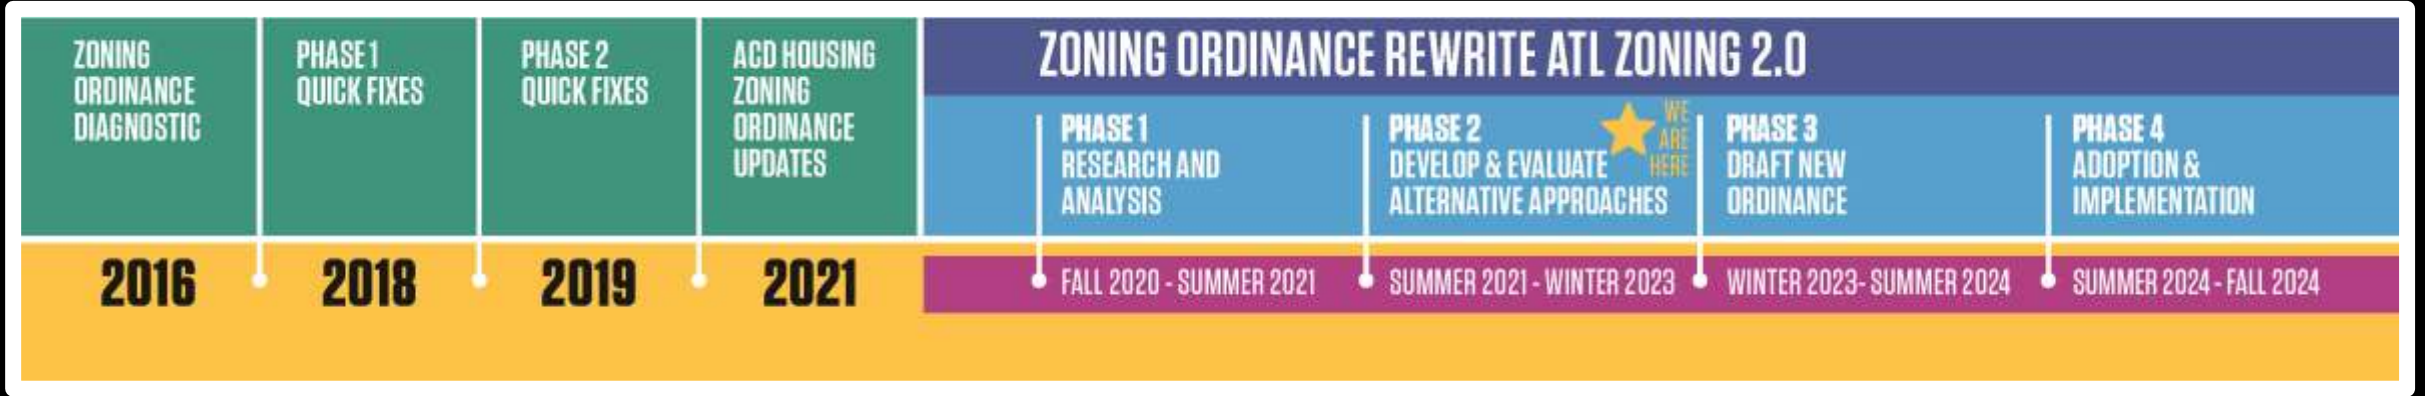 ZONING
ORDINANCE
DIAGNOSTIC
PHASE 1
QUICK FIXES
PHASE 2
QUICK FIXES
ACD HOUSING
ZONING
ORDINANCE
UPDATES
2016
2018
2019
2021
ZONING ORDINANCE REWRITE ATL ZONING 2.0
PHASE 1
RESEARCH AND
ANALYSIS
PHASE 2
DEVELOP & EVALUATE
ALTERNATIVE APPROACHES
WE
ARE
HERE
PHASE 3
DRAFT NEW
ORDINANCE
PHASE 4
ADOPTION &
IMPLEMENTATION
FALL 2020 - SUMMER 2021
SUMMER 2021 - WINTER 2023
WINTER 2023- SUMMER 2024
SUMMER 2024 - FALL 2024